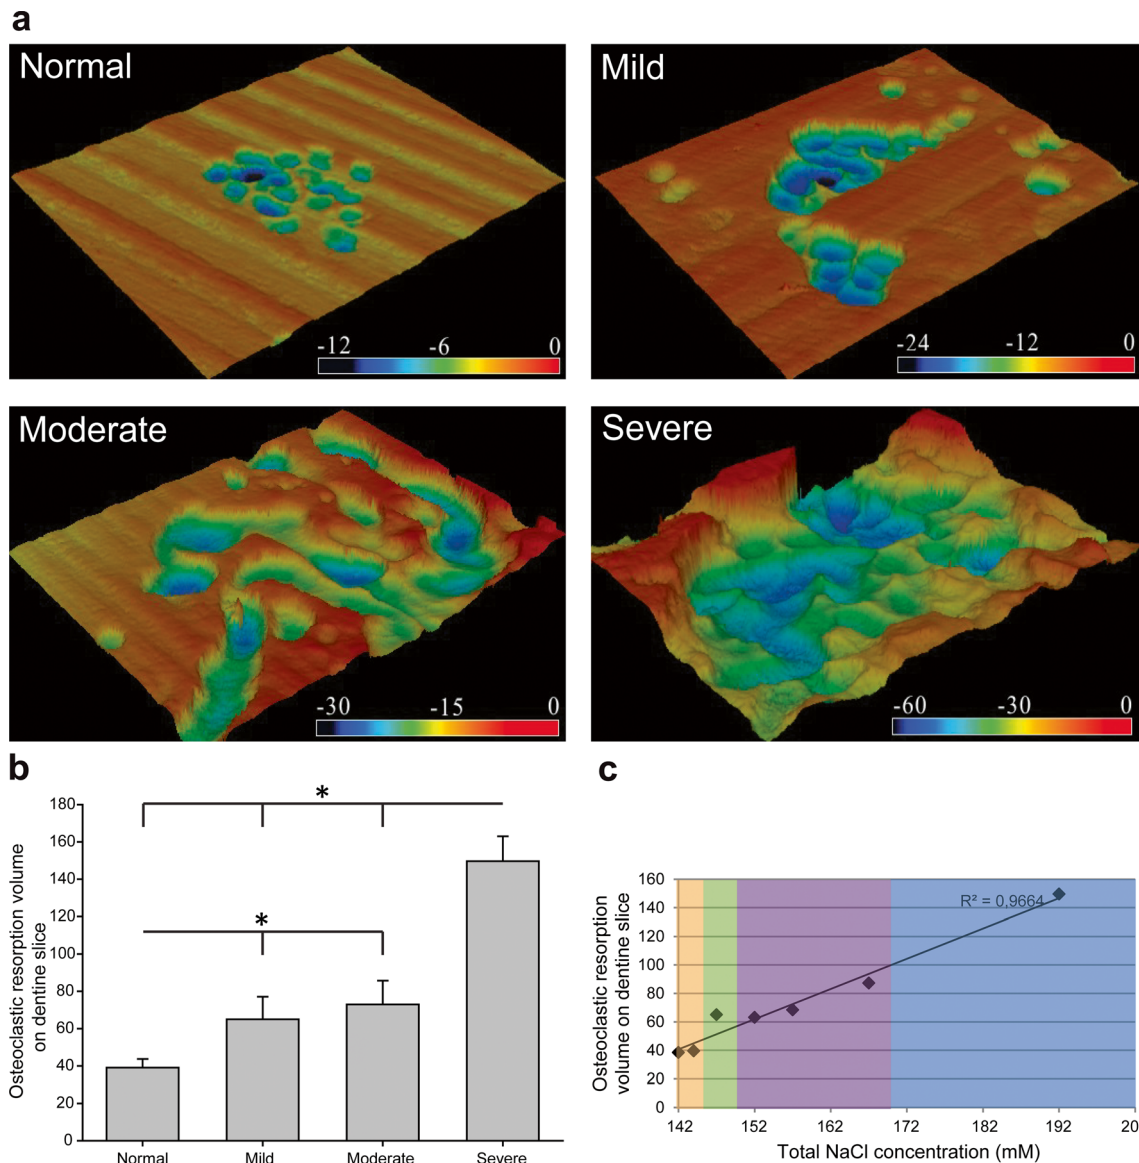 a
Normal
-12 -6 0
Mild
-24 -12 0
Moderate
-30 -15 0
Severe
-60 -30 0
b
Osteoclastic resorption volume
on dentine slice
180
160
140
120
100
80
60
40
20
0
*
*
Normal Mild Moderate Severe
c
Osteoclastic resorption
volume on dentine slice
160
140
120
100
80
60
40
20
0
R² = 0,9664
142 152 162 172 182 192 20
Total NaCl concentration (mM)